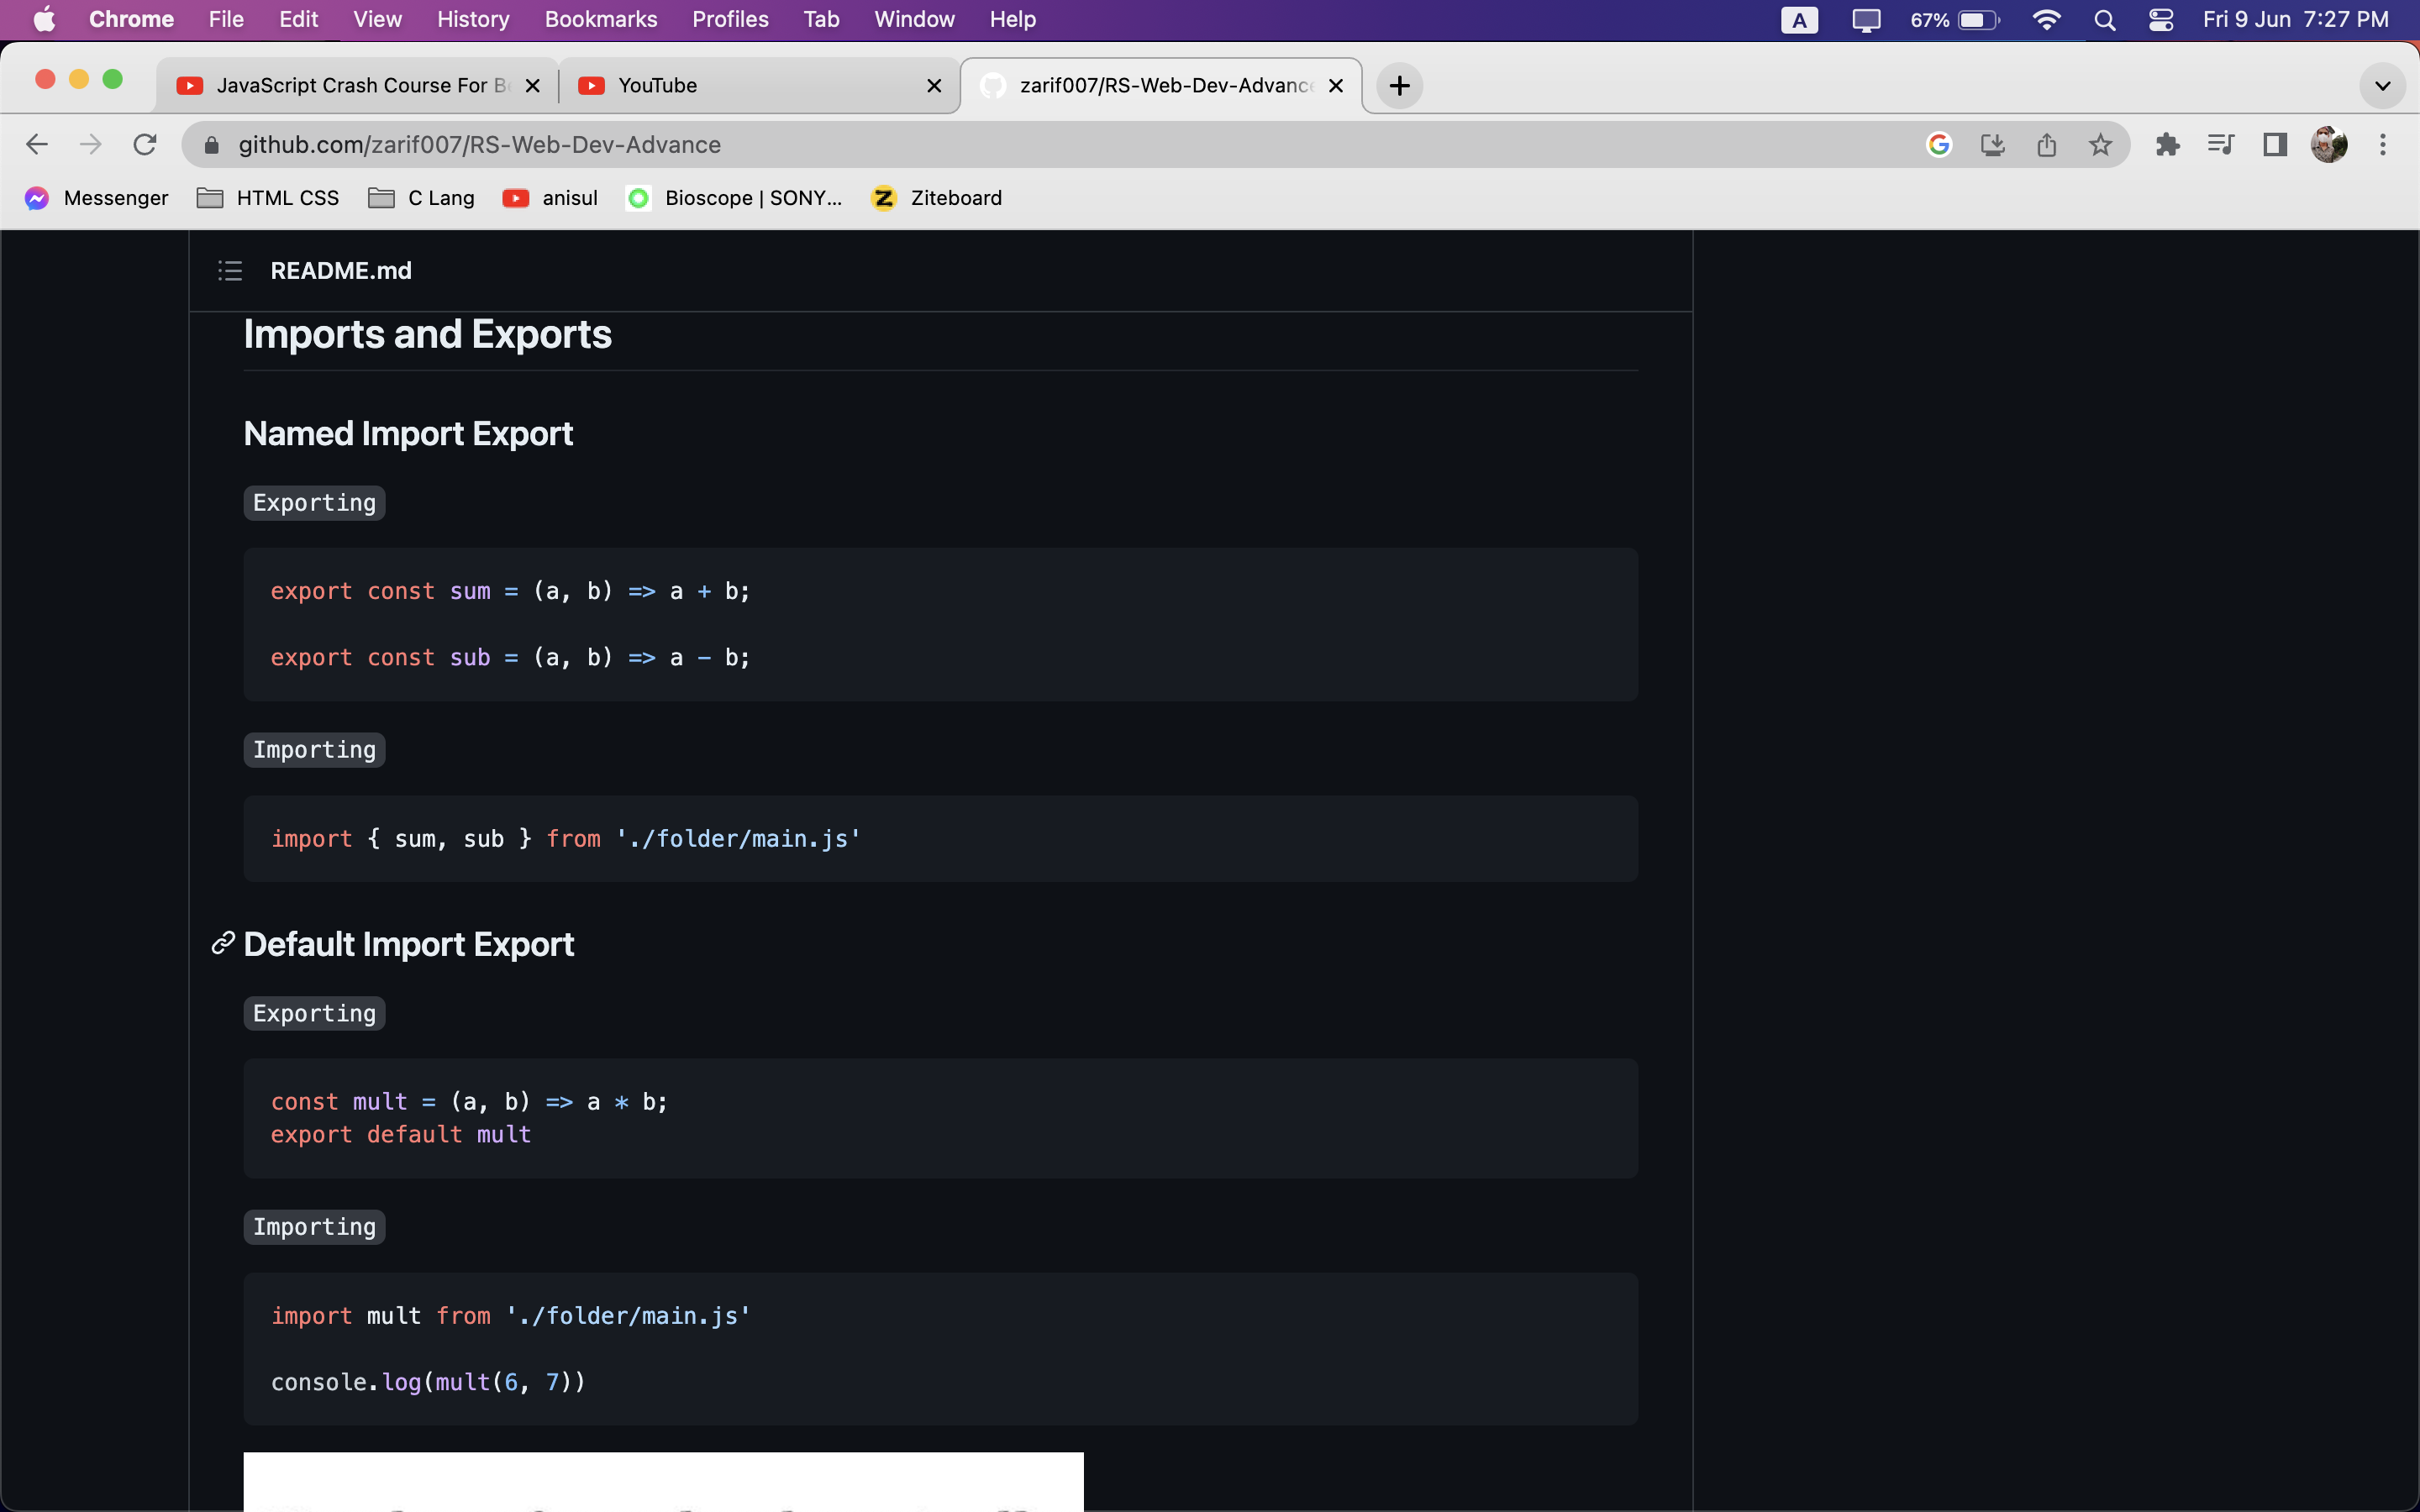 Chrome File Edit View History Bookmarks Profiles Tab Window Help A 67% Fri 9 Jun 7:27 PM
JavaScript Crash Course For Be YouTube zarif007/RS-Web-Dev-Advance
github.com/zarif007/RS-Web-Dev-Advance
Messenger HTML CSS C Lang anisul Bioscope | SONY... Ziteboard
README.md
Imports and Exports
Named Import Export
Exporting
export const sum = (a, b) => a + b;
export const sub = (a, b) => a - b;
Importing
import { sum, sub } from './folder/main.js'
Default Import Export
Exporting
const mult = (a, b) => a * b;
export default mult
Importing
import mult from './folder/main.js'
console.log(mult(6, 7))